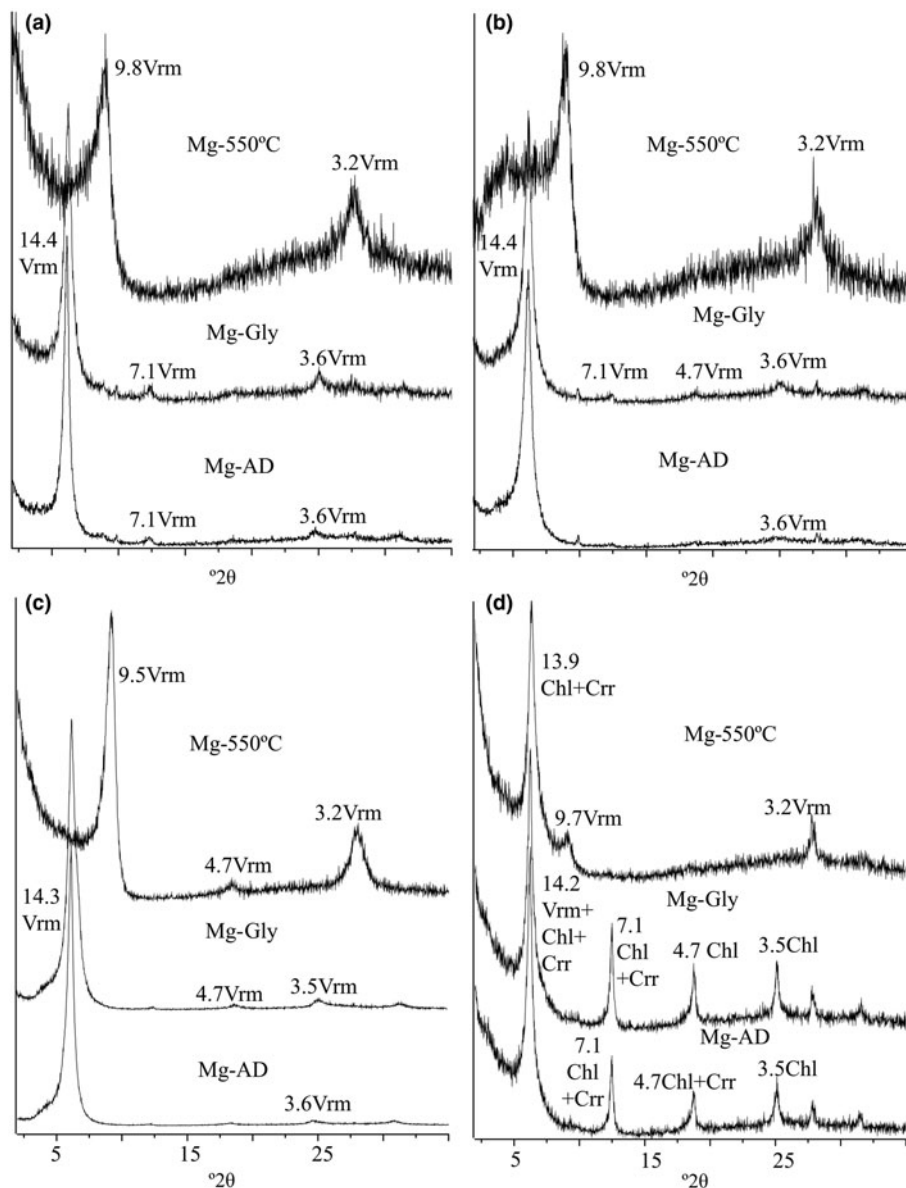 (a)
9.8Vrm
Mg-550ºC
3.2Vrm
14.4
Vrm
Mg-Gly
7.1Vrm
3.6Vrm
Mg-AD
7.1Vrm
3.6Vrm
º2θ
(b)
9.8Vrm
Mg-550ºC
3.2Vrm
14.4
Vrm
Mg-Gly
7.1Vrm
4.7Vrm
3.6Vrm
Mg-AD
3.6Vrm
º2θ
(c)
9.5Vrm
Mg-550ºC
3.2Vrm
4.7Vrm
14.3
Vrm
Mg-Gly
4.7Vrm
3.5Vrm
Mg-AD
3.6Vrm
5
15
25
º2θ
(d)
13.9
Chl+Crr
Mg-550ºC
9.7Vrm
3.2Vrm
Mg-Gly
14.2
Vrm+
Chl+
Crr
7.1
Chl
+Crr
4.7 Chl
3.5Chl
Mg-AD
7.1
Chl
+Crr
4.7Chl+Crr
3.5Chl
5
15
25
º2θ